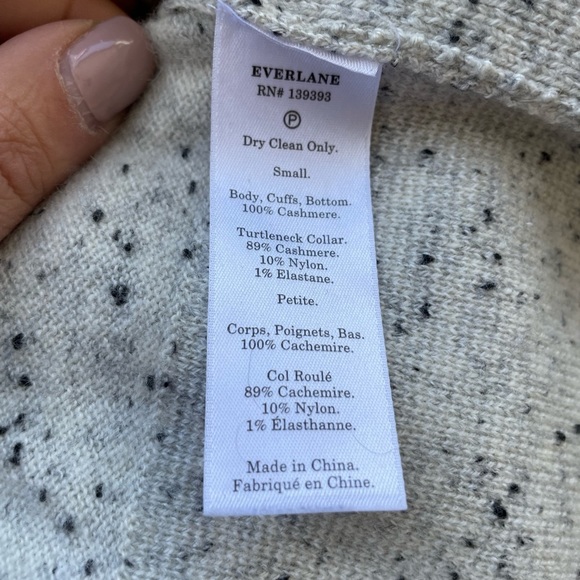 EVERLANE
RN# 139393
P
Dry Clean Only.
Small.
Body, Cuffs, Bottom.
100% Cashmere.
Turtleneck Collar.
89% Cashmere.
10% Nylon.
1% Elastane.
Petite.
Corps, Poignets, Bas.
100% Cachemire.
Col Roulé
89% Cachemire.
10% Nylon.
1% Élasthanne.
Made in China.
Fabriqué en Chine.